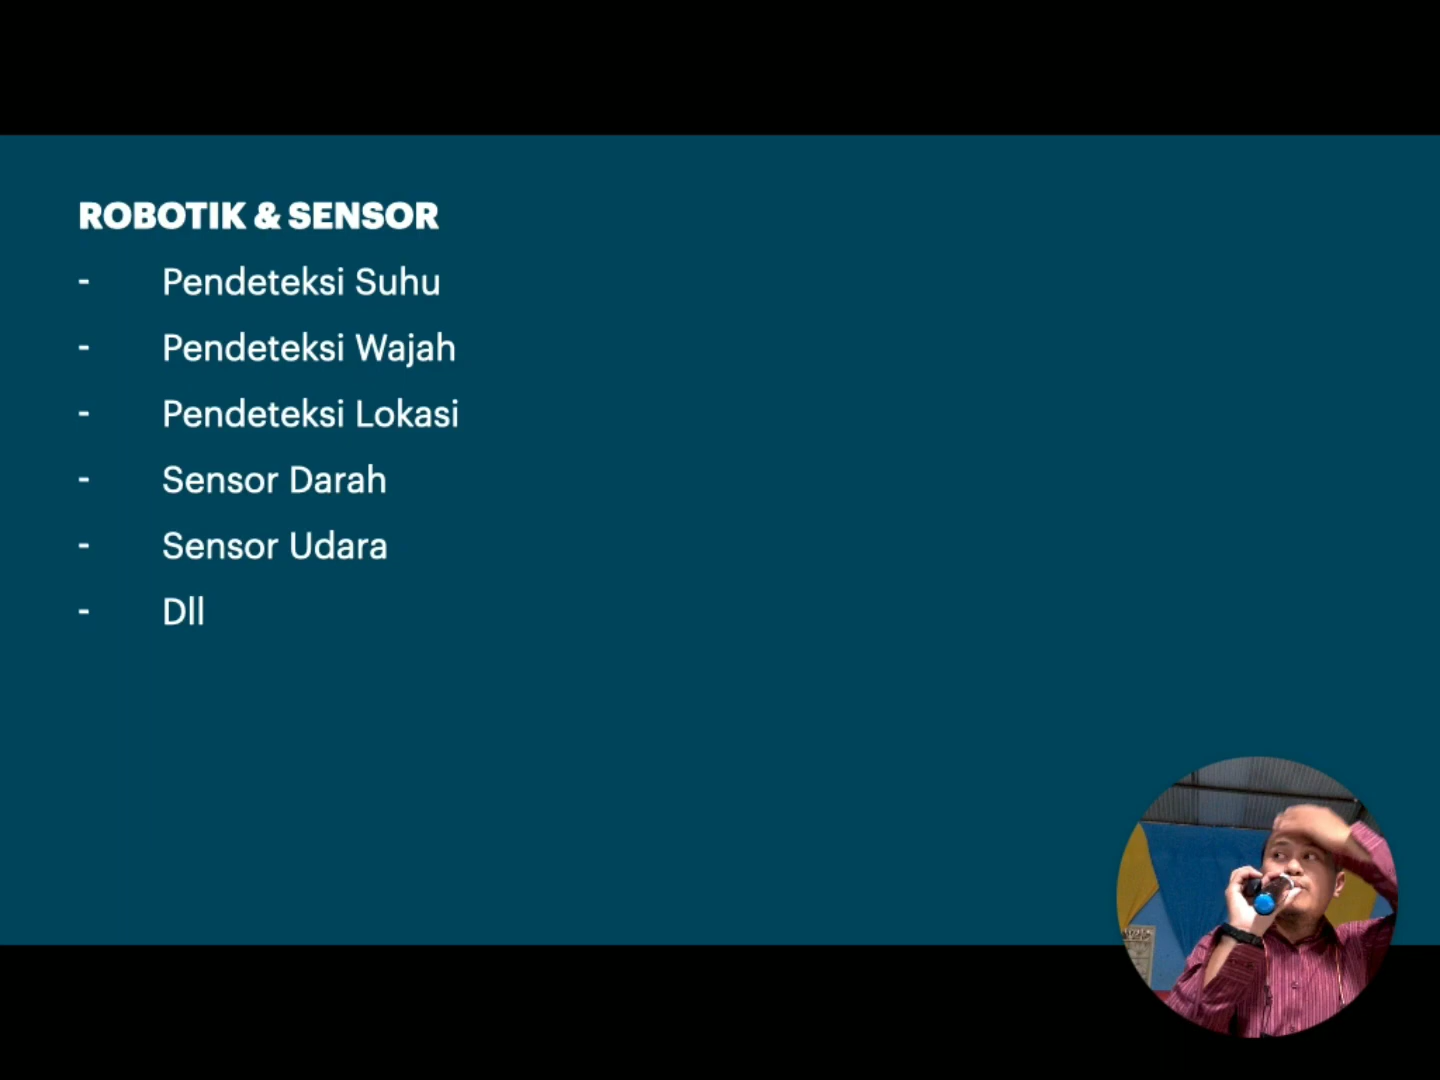 ROBOTIK & SENSOR
- Pendeteksi Suhu
- Pendeteksi Wajah
- Pendeteksi Lokasi
- Sensor Darah
- Sensor Udara
- Dll